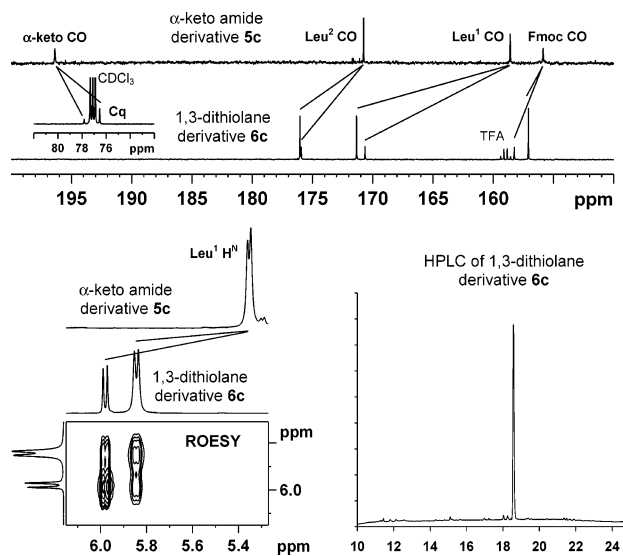 α-keto amide
derivative 5c
α-keto CO
Leu² CO
Leu¹ CO
Fmoc CO
CDCl₃
Cq
80 78 76 ppm
1,3-dithiolane
derivative 6c
TFA
195 175 170 165 160 ppm
Leu¹ Hᴺ
α-keto amide
derivative 5c
1,3-dithiolane
derivative 6c
ROESY
ppm
6.0
6.0 5.8 5.6 5.4 ppm
HPLC of 1,3-dithiolane
derivative 6c
10 12 14 16 18 20 22 24